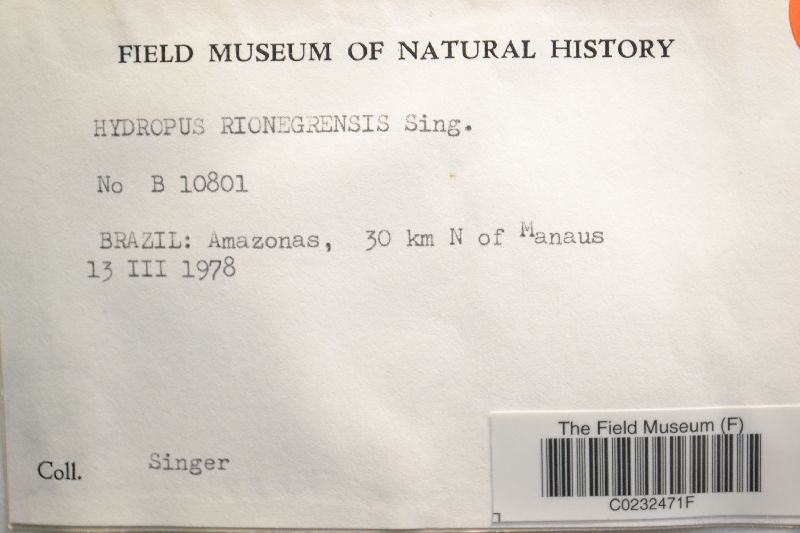 FIELD MUSEUM OF NATURAL HISTORY
HYDROPUS RIONEGRENSIS Sing.
No B 10801
BRAZIL: Amazonas, 30 km N of Manaus
13 III 1978
Coll. Singer
The Field Museum (F)
C0232471F